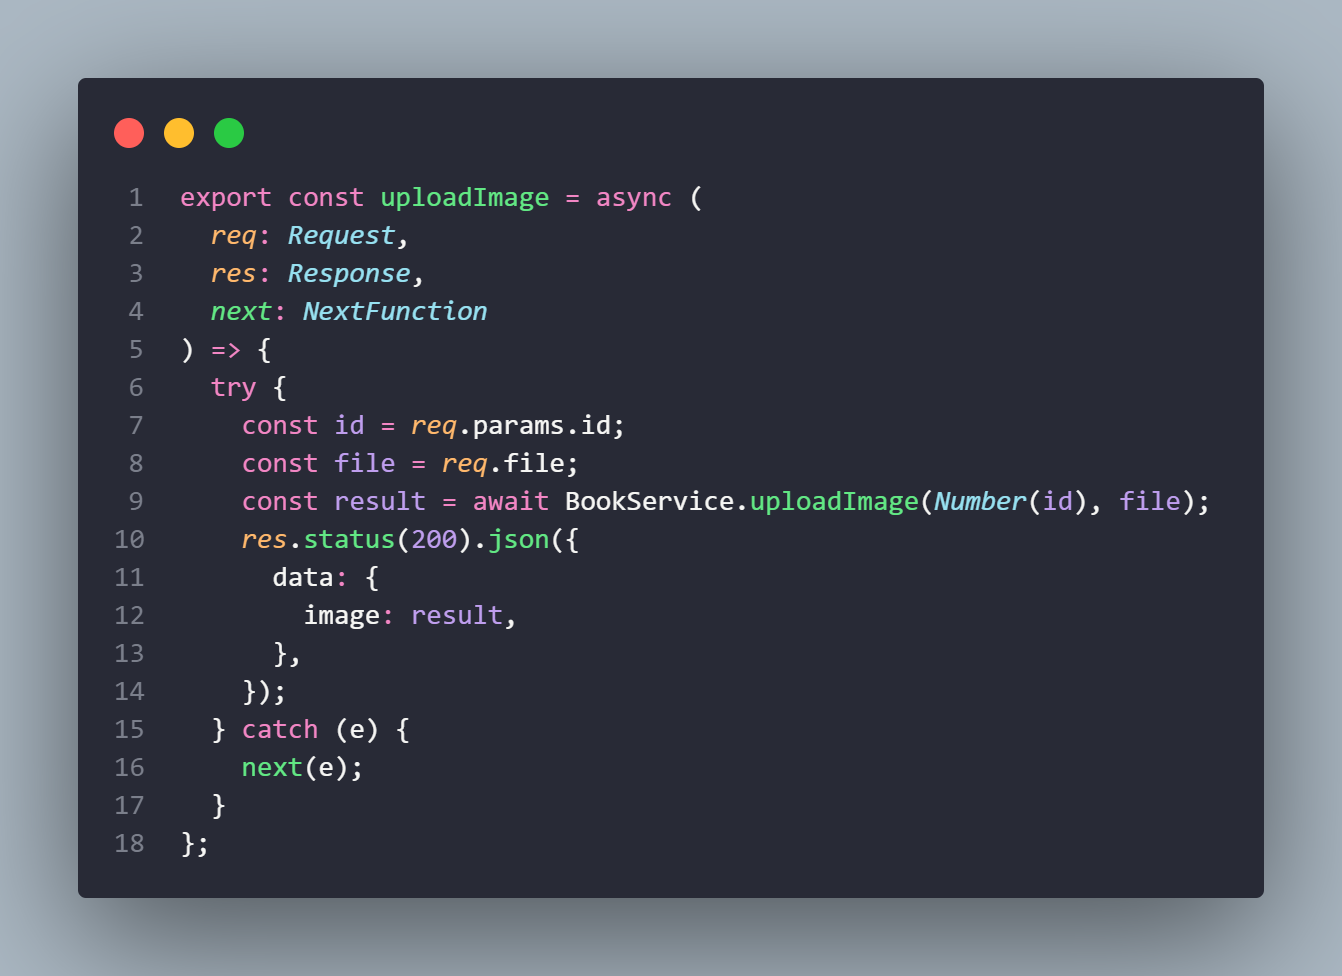 1 export const uploadImage = async (
2   req: Request,
3   res: Response,
4   next: NextFunction
5 ) => {
6   try {
7     const id = req.params.id;
8     const file = req.file;
9     const result = await BookService.uploadImage(Number(id), file);
10     res.status(200).json({
11       data: {
12         image: result,
13       },
14     });
15   } catch (e) {
16     next(e);
17   }
18 };